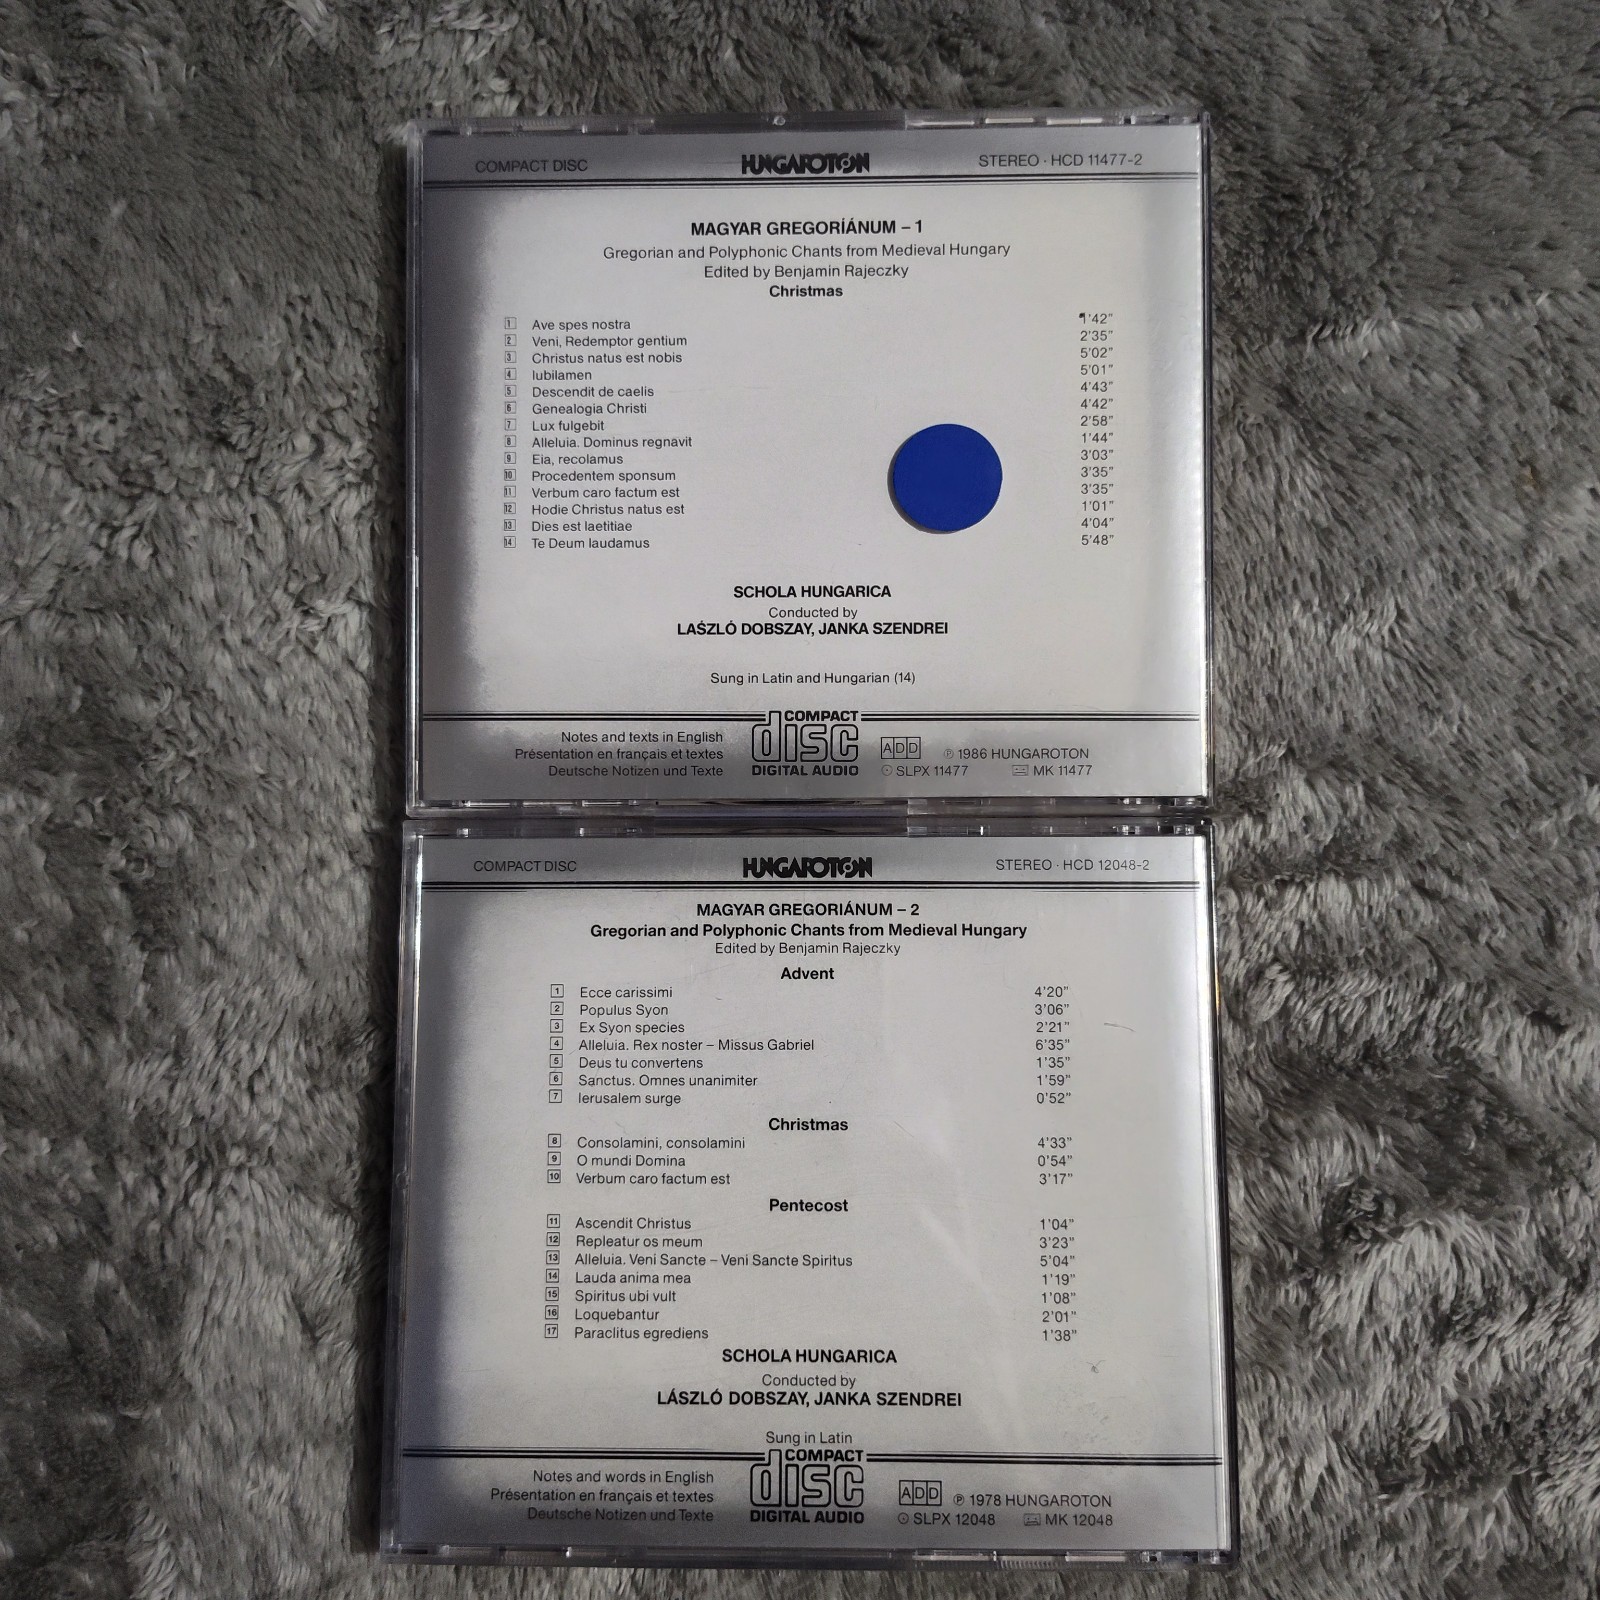 COMPACT DISC HUNGAROTON STEREO · HCD 11477-2
MAGYAR GREGORIÁNUM – 1
Gregorian and Polyphonic Chants from Medieval Hungary
Edited by Benjamin Rajeczky
Christmas
1 Ave spes nostra 1'42"
2 Veni, Redemptor gentium 2'35"
3 Christus natus est nobis 5'02"
4 Iubilamen 5'01"
5 Descendit de caelis 4'43"
6 Genealogia Christi 4'42"
7 Lux fulgebit 2'58"
8 Alleluia. Dominus regnavit 1'44"
9 Eia, recolamus 3'03"
10 Procedentem sponsum 3'35"
11 Verbum caro factum est 3'35"
12 Hodie Christus natus est 1'01"
13 Dies est laetitiae 4'04"
14 Te Deum laudamus 5'48"
SCHOLA HUNGARICA
Conducted by
LÁSZLÓ DOBSZAY, JANKA SZENDREI
Sung in Latin and Hungarian (14)
Notes and texts in English
Présentation en français et textes
Deutsche Notizen und Texte
COMPACT
disc
DIGITAL AUDIO
ADD ℗ 1986 HUNGAROTON
SLPX 11477 MK 11477
COMPACT DISC HUNGAROTON STEREO · HCD 12048-2
MAGYAR GREGORIÁNUM – 2
Gregorian and Polyphonic Chants from Medieval Hungary
Edited by Benjamin Rajeczky
Advent
1 Ecce carissimi 4'20"
2 Populus Syon 3'06"
3 Ex Syon species 2'21"
4 Alleluia. Rex noster – Missus Gabriel 6'35"
5 Deus tu convertens 1'35"
6 Sanctus. Omnes unanimiter 1'59"
7 Ierusalem surge 0'52"
Christmas
8 Consolamini, consolamini 4'33"
9 O mundi Domina 0'54"
10 Verbum caro factum est 3'17"
Pentecost
11 Ascendit Christus 1'04"
12 Repleatur os meum 3'23"
13 Alleluia. Veni Sancte – Veni Sancte Spiritus 5'04"
14 Lauda anima mea 1'19"
15 Spiritus ubi vult 1'08"
16 Loquebantur 2'01"
17 Paraclitus egrediens 1'38"
SCHOLA HUNGARICA
Conducted by
LÁSZLÓ DOBSZAY, JANKA SZENDREI
Sung in Latin
Notes and words in English
Présentation en français et textes
Deutsche Notizen und Texte
COMPACT
disc
DIGITAL AUDIO
ADD ℗ 1978 HUNGAROTON
SLPX 12048 MK 12048